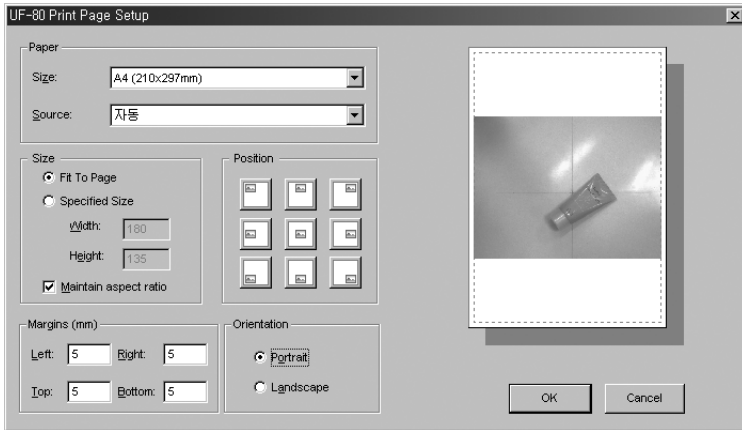 UF-80 Print Page Setup
Paper
Size: A4 (210x297mm)
Source: 자동
Size
Fit To Page
Specified Size
Width: 180
Height: 135
Maintain aspect ratio
Position
Margins (mm)
Left: 5 Right: 5
Top: 5 Bottom: 5
Orientation
Portrait
Landscape
OK Cancel